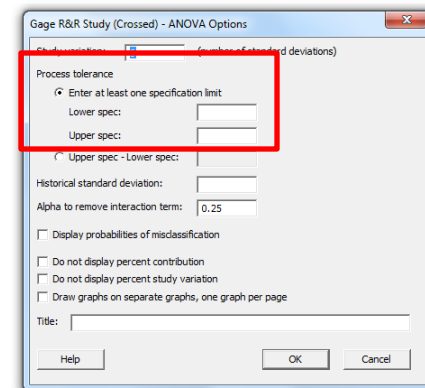 Gage R&R Study (Crossed) - ANOVA Options
Study variation: (number of standard deviations)
Process tolerance
Enter at least one specification limit
Lower spec:
Upper spec:
Upper spec - Lower spec:
Historical standard deviation:
Alpha to remove interaction term: 0.25
Display probabilities of misclassification
Do not display percent contribution
Do not display percent study variation
Draw graphs on separate graphs, one graph per page
Title:
Help OK Cancel